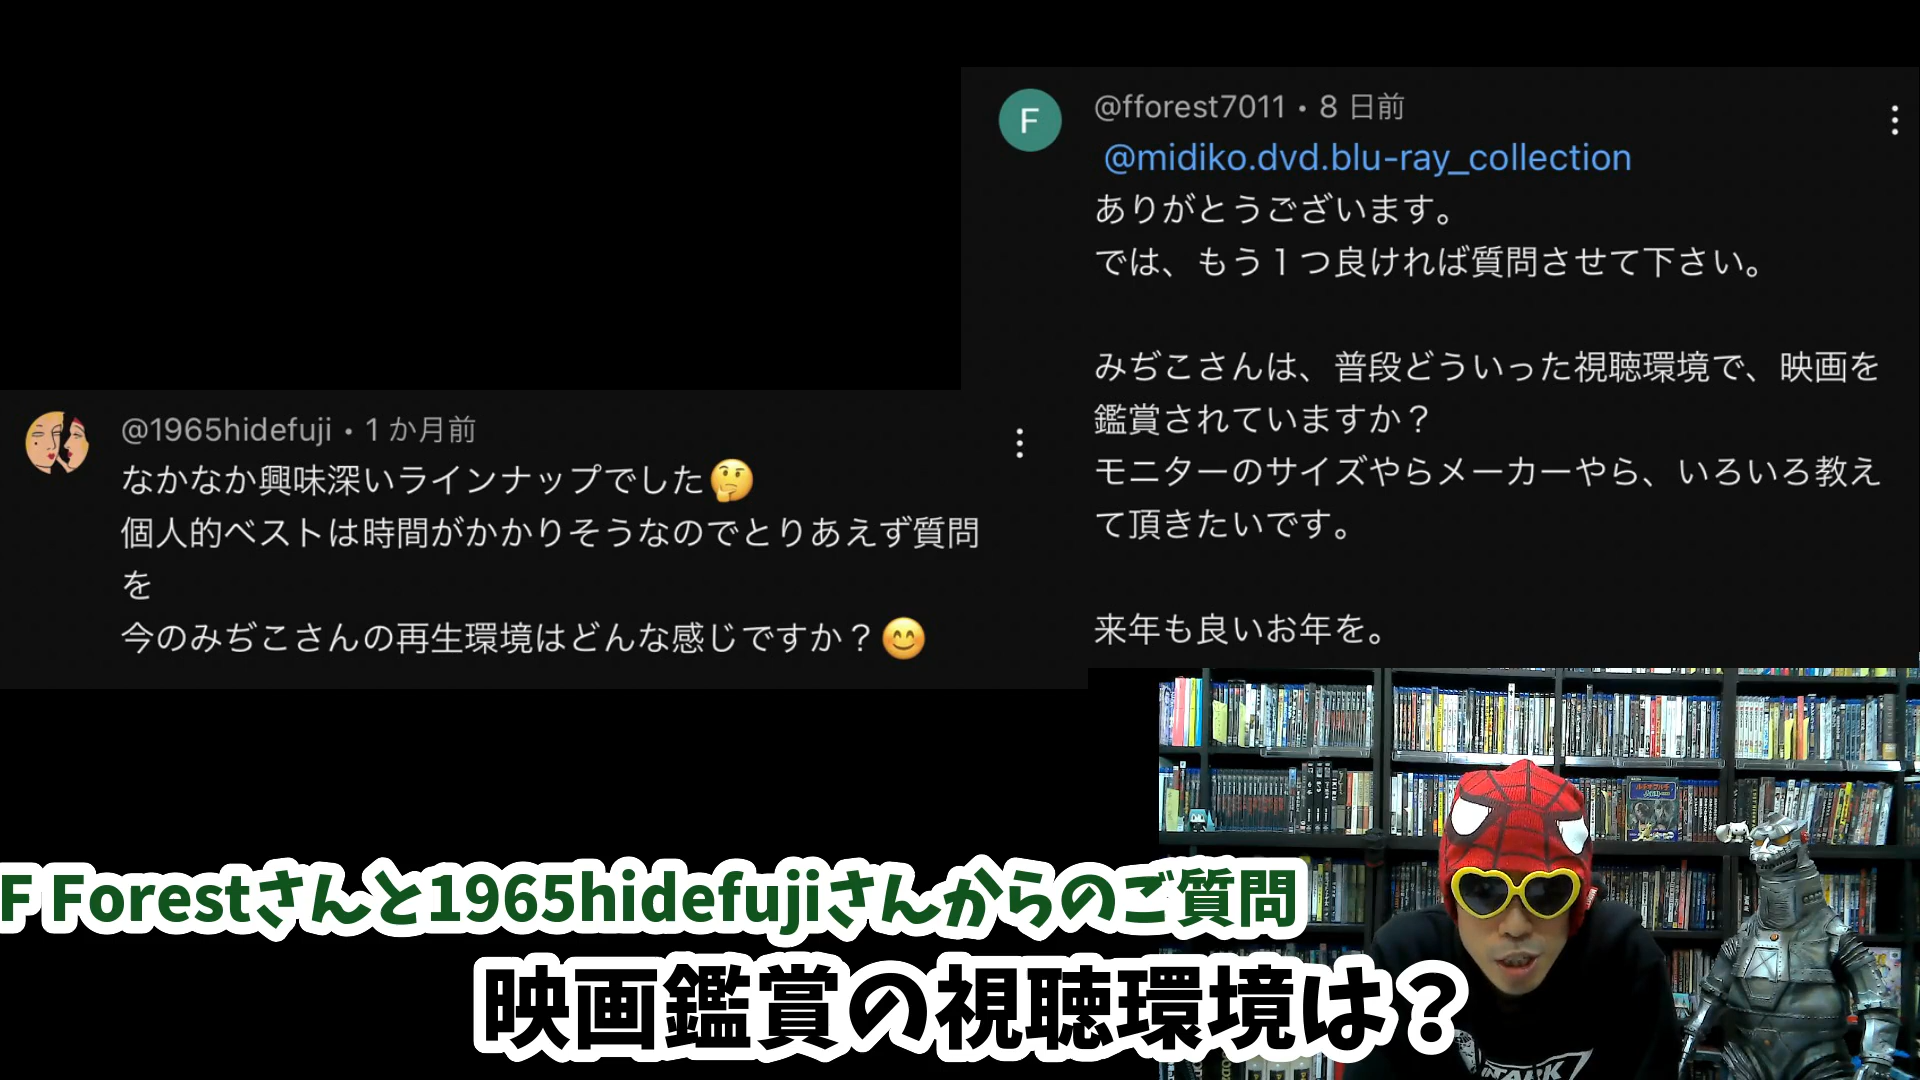 @1965hidefuji・1 か月前
なかなか興味深いラインナップでした🤔
個人的ベストは時間がかかりそうなのでとりあえず質問
を
今のみぢこさんの再生環境はどんな感じですか？😊
F
@fforest7011・8 日前
@midiko.dvd.blu-ray_collection
ありがとうございます。
では、もう１つ良ければ質問させて下さい。
みぢこさんは、普段どういった視聴環境で、映画を
鑑賞されていますか？
モニターのサイズやらメーカーやら、いろいろ教え
て頂きたいです。
来年も良いお年を。
F Forestさんと1965hidefujiさんからのご質問
映画鑑賞の視聴環境は？